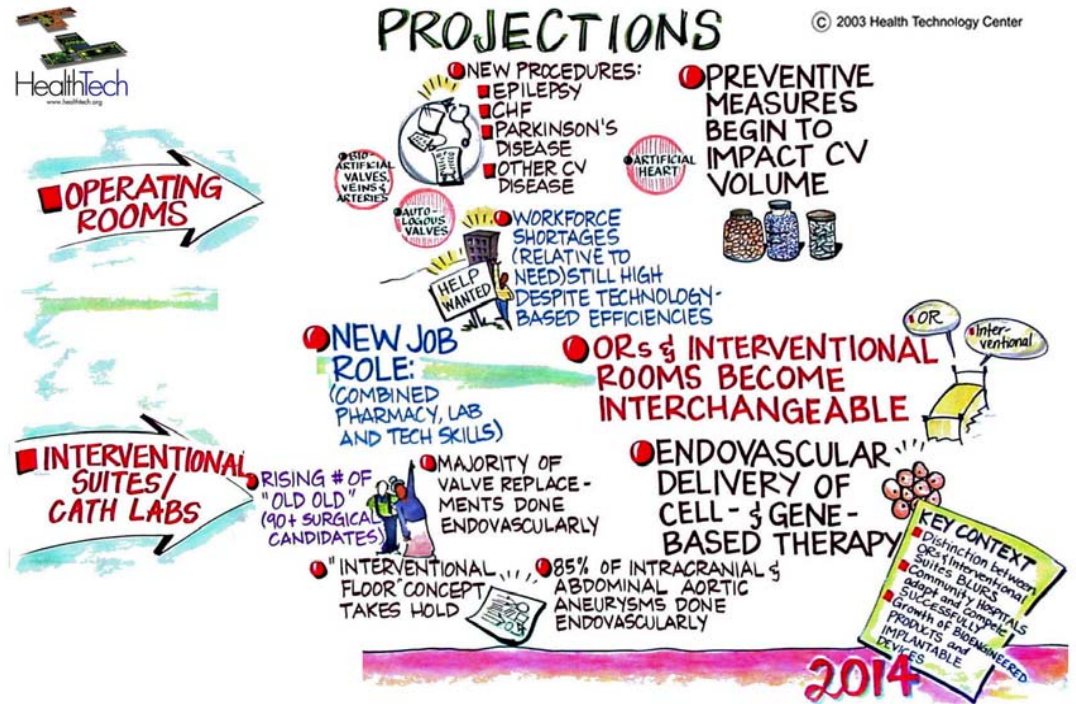 PROJECTIONS
© 2003 Health Technology Center
HealthTech
www.healthtech.org
OPERATING
ROOMS
NEW PROCEDURES:
EPILEPSY
CHF
PARKINSON'S
DISEASE
OTHER CV
DISEASE
BIO-
ARTIFICIAL
VALVES,
VEINS &
ARTERIES
AUTO-
LOGOUS
VALVES
ARTIFICIAL
HEART
PREVENTIVE
MEASURES
BEGIN TO
IMPACT CV
VOLUME
HELP
WANTED
WORKFORCE
SHORTAGES
(RELATIVE TO
NEED) STILL HIGH
DESPITE TECHNOLOGY-
BASED EFFICIENCIES
NEW JOB
ROLE:
(COMBINED
PHARMACY, LAB
AND TECH SKILLS)
ORs & INTERVENTIONAL
ROOMS BECOME
INTERCHANGEABLE
OR
Inter-
ventional
INTERVENTIONAL
SUITES/
CATH LABS
RISING # OF
"OLD OLD"
(90+ SURGICAL
CANDIDATES)
MAJORITY OF
VALVE REPLACE-
MENTS DONE
ENDOVASCULARLY
ENDOVASCULAR
DELIVERY OF
CELL- & GENE-
BASED THERAPY
"INTERVENTIONAL
FLOOR" CONCEPT
TAKES HOLD
85% OF INTRACRANIAL &
ABDOMINAL AORTIC
ANEURYSMS DONE
ENDOVASCULARLY
KEY CONTEXT
Distinction between
ORs & Interventional
Suites BLURS
Community Hospitals
adapt and Compete
SUCCESSFULLY
Growth of BIOENGINEERED
PRODUCTS and
IMPLANTABLE
DEVICES
2014